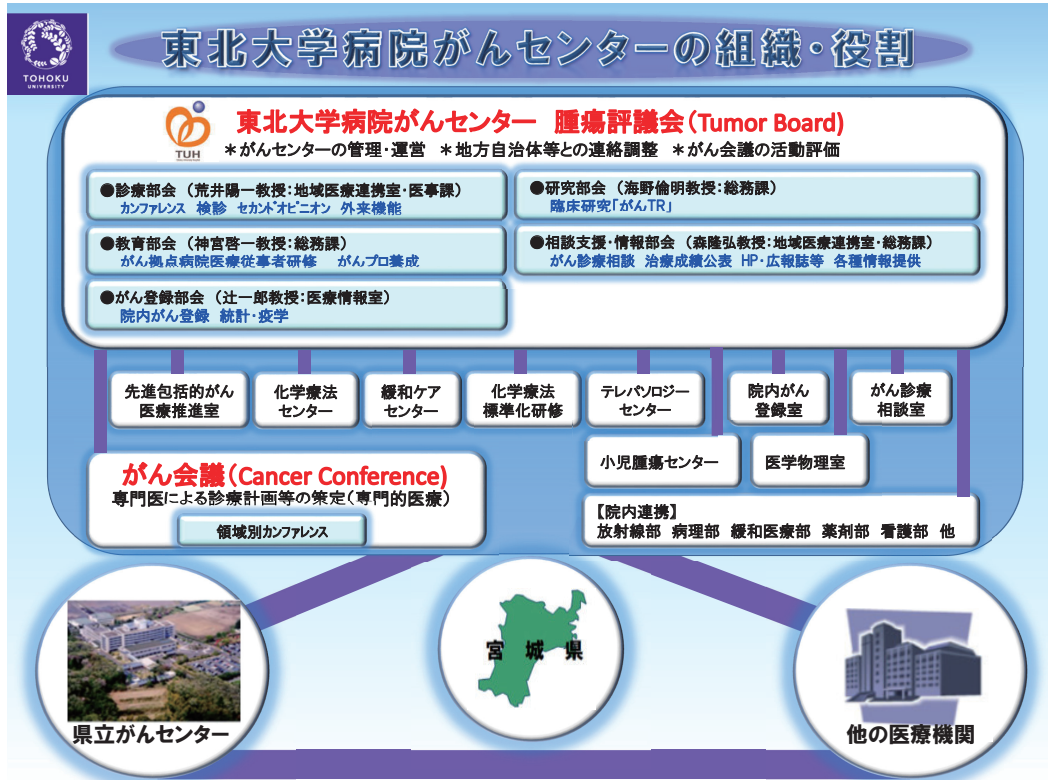 TOHOKU
UNIVERSITY
東北大学病院がんセンターの組織・役割
TUH
東北大学病院がんセンター 腫瘍評議会(Tumor Board)
＊がんセンターの管理・運営 ＊地方自治体等との連絡調整 ＊がん会議の活動評価
●診療部会 （荒井陽一教授：地域医療連携室・医事課）
カンファレンス 検診 セカンドオピニオン 外来機能
●教育部会 （神宮啓一教授：総務課）
がん拠点病院医療従事者研修 がんプロ養成
●がん登録部会 （辻一郎教授：医療情報室）
院内がん登録 統計・疫学
●研究部会 （海野倫明教授：総務課）
臨床研究「がんTR」
●相談支援・情報部会 （森隆弘教授：地域医療連携室・総務課）
がん診療相談 治療成績公表 HP・広報誌等 各種情報提供
先進包括的がん
医療推進室
化学療法
センター
緩和ケア
センター
化学療法
標準化研修
テレパソロジー
センター
院内がん
登録室
がん診療
相談室
小児腫瘍センター
医学物理室
がん会議(Cancer Conference)
専門医による診療計画等の策定（専門的医療）
領域別カンファレンス
【院内連携】
放射線部 病理部 緩和医療部 薬剤部 看護部 他
県立がんセンター
宮 城 県
他の医療機関